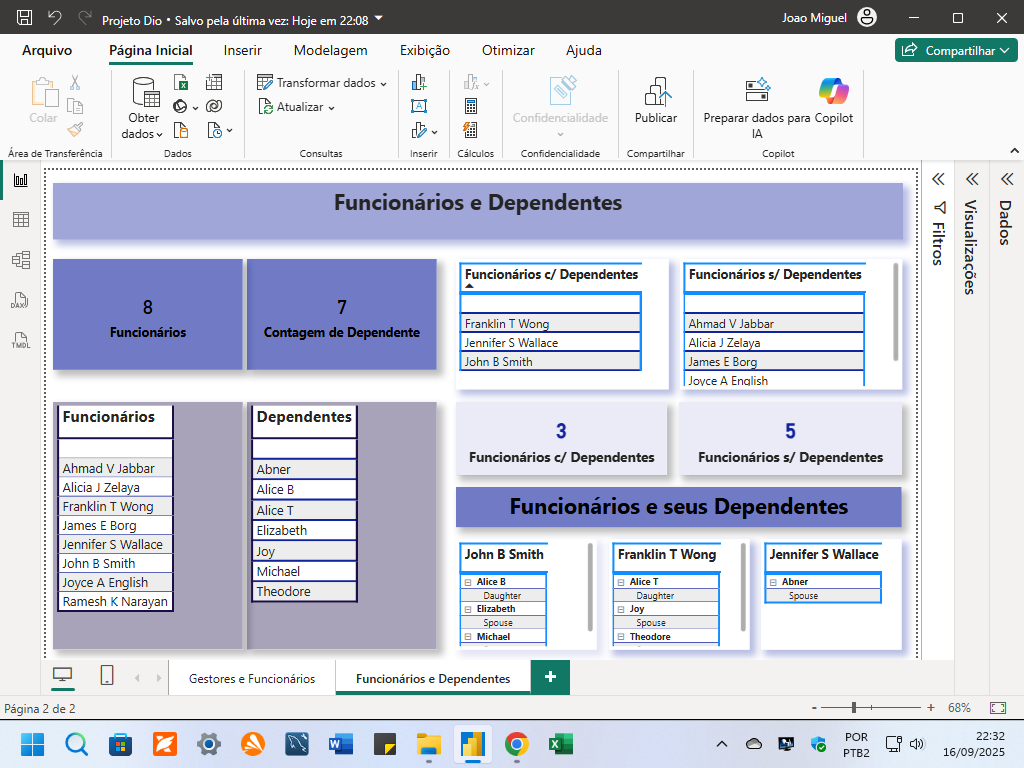 Projeto Dio • Salvo pela última vez: Hoje em 22:08
Joao Miguel
Arquivo
Página Inicial
Inserir
Modelagem
Exibição
Otimizar
Ajuda
Compartilhar
Colar
Área de Transferência
Obter dados
Dados
Transformar dados
Atualizar
Consultas
Inserir
Cálculos
Confidencialidade
Confidencialidade
Publicar
Compartilhar
Preparar dados para IA
Copilot
Copilot
DAX
TMDL
Funcionários e Dependentes
8
Funcionários
7
Contagem de Dependente
Funcionários c/ Dependentes
Franklin T Wong
Jennifer S Wallace
John B Smith
Funcionários s/ Dependentes
Ahmad V Jabbar
Alicia J Zelaya
James E Borg
Joyce A English
Funcionários
Ahmad V Jabbar
Alicia J Zelaya
Franklin T Wong
James E Borg
Jennifer S Wallace
John B Smith
Joyce A English
Ramesh K Narayan
Dependentes
Abner
Alice B
Alice T
Elizabeth
Joy
Michael
Theodore
3
Funcionários c/ Dependentes
5
Funcionários s/ Dependentes
Funcionários e seus Dependentes
John B Smith
Alice B
Daughter
Elizabeth
Spouse
Michael
Franklin T Wong
Alice T
Daughter
Joy
Spouse
Theodore
Jennifer S Wallace
Abner
Spouse
Filtros
Visualizações
Dados
Gestores e Funcionários
Funcionários e Dependentes
+
Página 2 de 2
- + 68%
POR
PTB2
22:32
16/09/2025